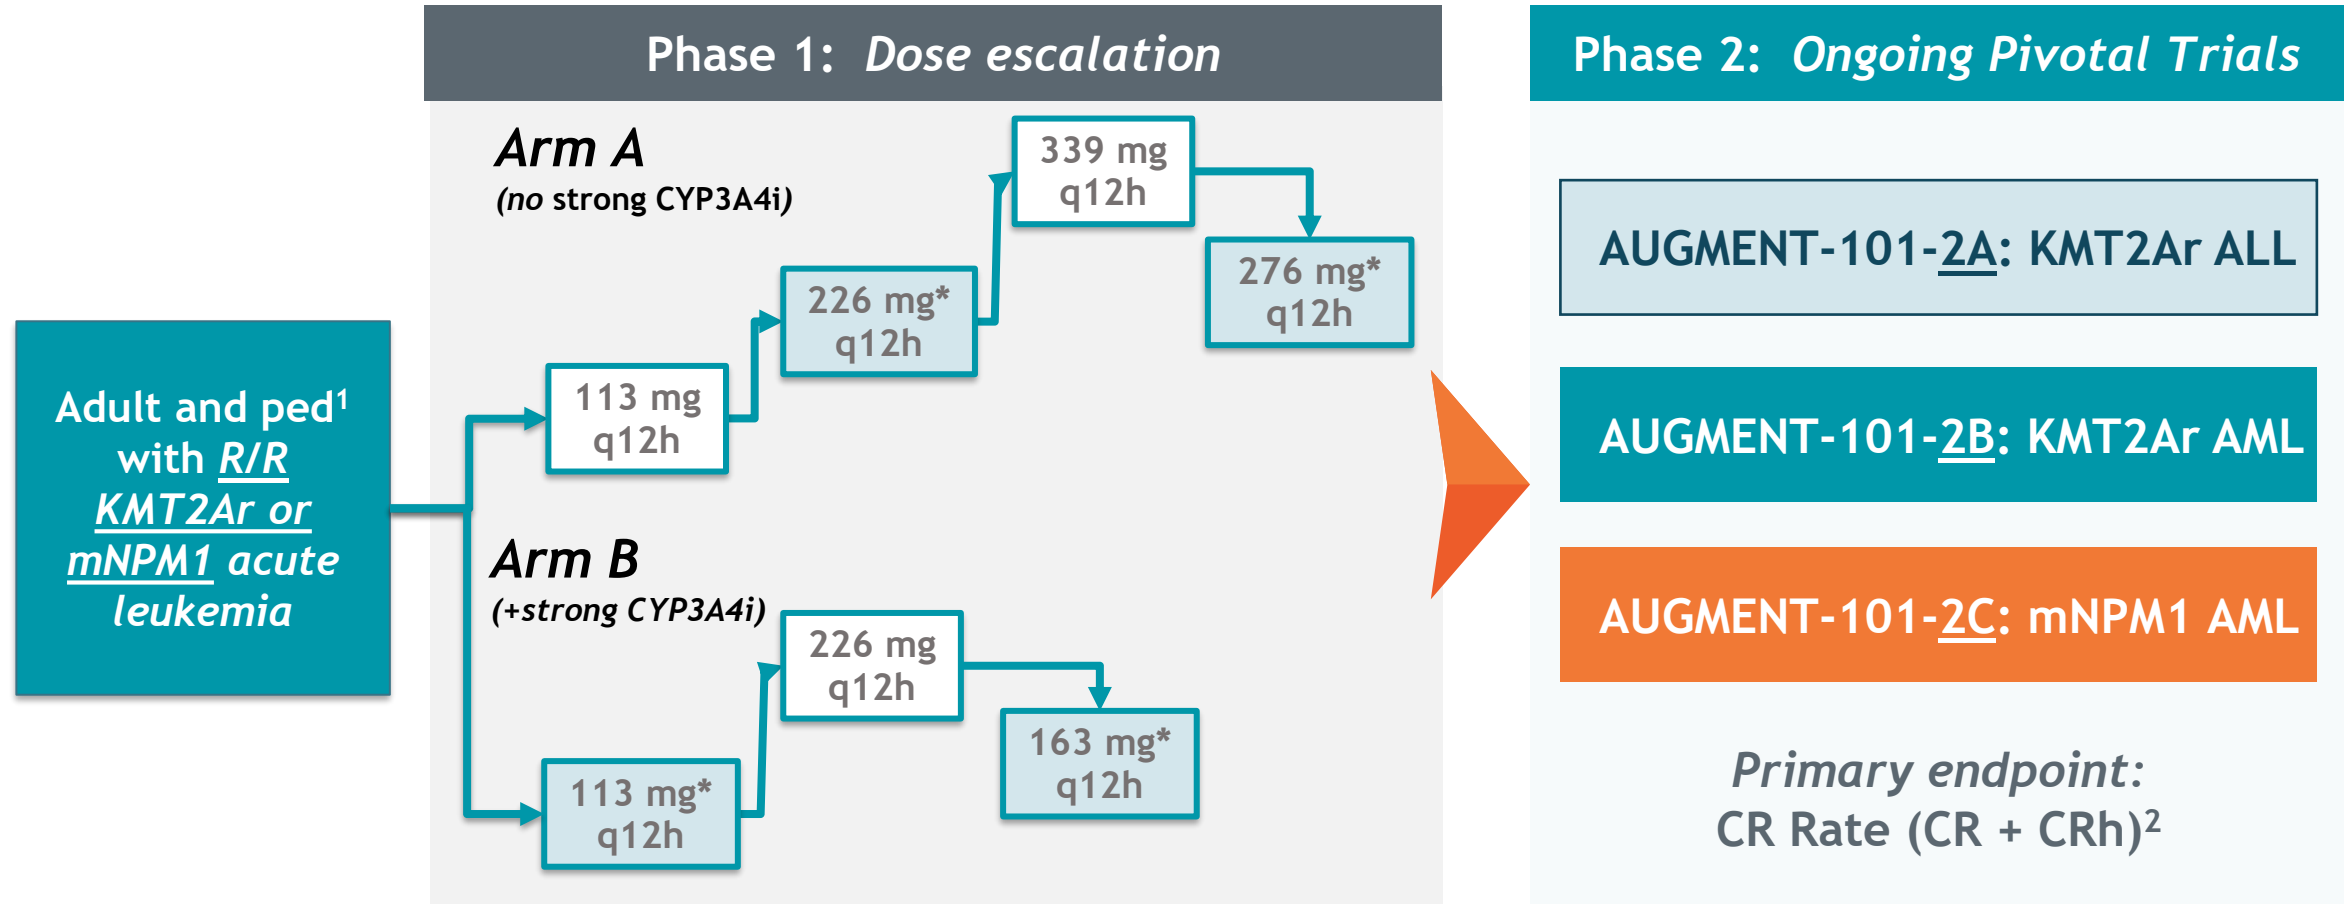 Phase 1: Dose escalation
Phase 2: Ongoing Pivotal Trials
Adult and ped¹
with R/R
KMT2Ar or
mNPM1 acute
leukemia
Arm A
(no strong CYP3A4i)
113 mg
q12h
226 mg*
q12h
339 mg
q12h
276 mg*
q12h
Arm B
(+strong CYP3A4i)
113 mg*
q12h
226 mg
q12h
163 mg*
q12h
AUGMENT-101-2A: KMT2Ar ALL
AUGMENT-101-2B: KMT2Ar AML
AUGMENT-101-2C: mNPM1 AML
Primary endpoint:
CR Rate (CR + CRh)²